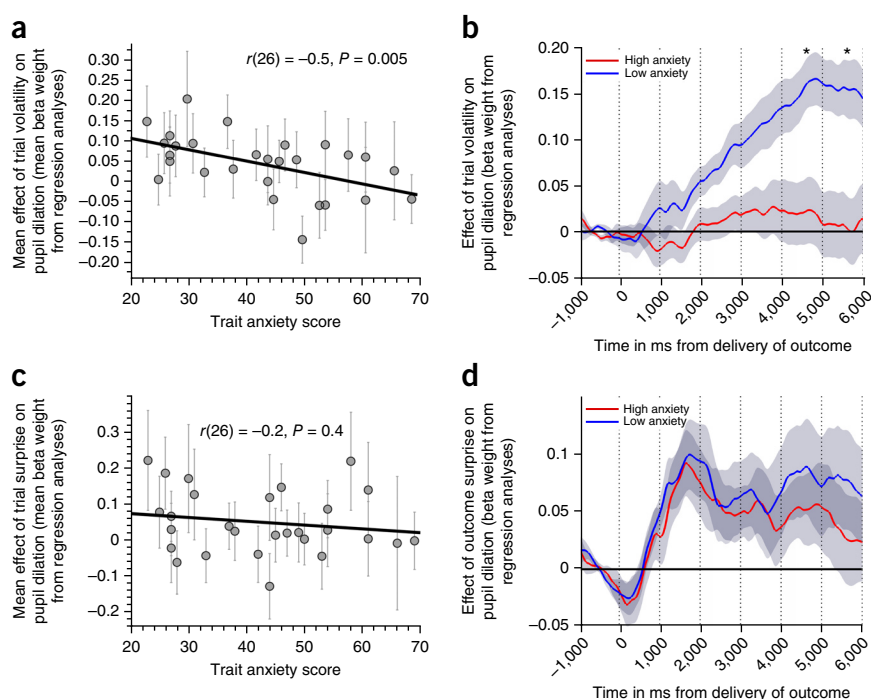 a
r(26) = –0.5, P = 0.005
Mean effect of trial volatility on
pupil dilation (mean beta weight
from regression analyses)
0.30
0.25
0.20
0.15
0.10
0.05
0
–0.05
–0.10
–0.15
–0.20
20 30 40 50 60 70
Trait anxiety score
b
High anxiety
Low anxiety
* *
Effect of trial volatility on
pupil dilation (beta weight from
regression analyses)
0.20
0.15
0.10
0.05
0
–0.05
–1,000 0 1,000 2,000 3,000 4,000 5,000 6,000
Time in ms from delivery of outcome
c
r(26) = –0.2, P = 0.4
Mean effect of trial surprise on
pupil dilation (mean beta weight
from regression analyses)
0.4
0.3
0.2
0.1
0
–0.1
–0.2
20 30 40 50 60 70
Trait anxiety score
d
High anxiety
Low anxiety
Effect of outcome surprise on
pupil dilation (beta weight from
regression analyses)
0.1
0.05
0
–0.05
–1,000 0 1,000 2,000 3,000 4,000 5,000 6,000
Time in ms from delivery of outcome